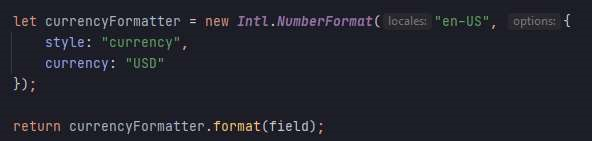 let currencyFormatter = new Intl.NumberFormat( locales: "en-US", options: {
    style: "currency",
    currency: "USD"
});
return currencyFormatter.format(field);